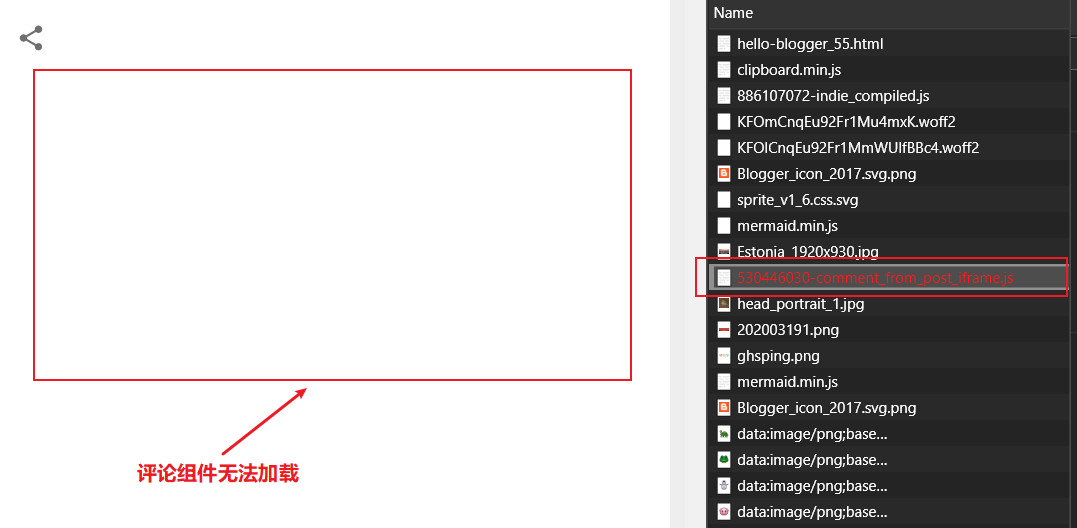 评论组件无法加载
Name
hello-blogger_55.html
clipboard.min.js
886107072-indie_compiled.js
KFOmCnqEu92Fr1Mu4mxK.woff2
KFOlCnqEu92Fr1MmWUlfBBc4.woff2
Blogger_icon_2017.svg.png
sprite_v1_6.css.svg
mermaid.min.js
Estonia_1920x930.jpg
530446030-comment_from_post_iframe.js
head_portrait_1.jpg
202003191.png
ghsping.png
mermaid.min.js
Blogger_icon_2017.svg.png
data:image/png;base...
data:image/png;base...
data:image/png;base...
data:image/png;base...